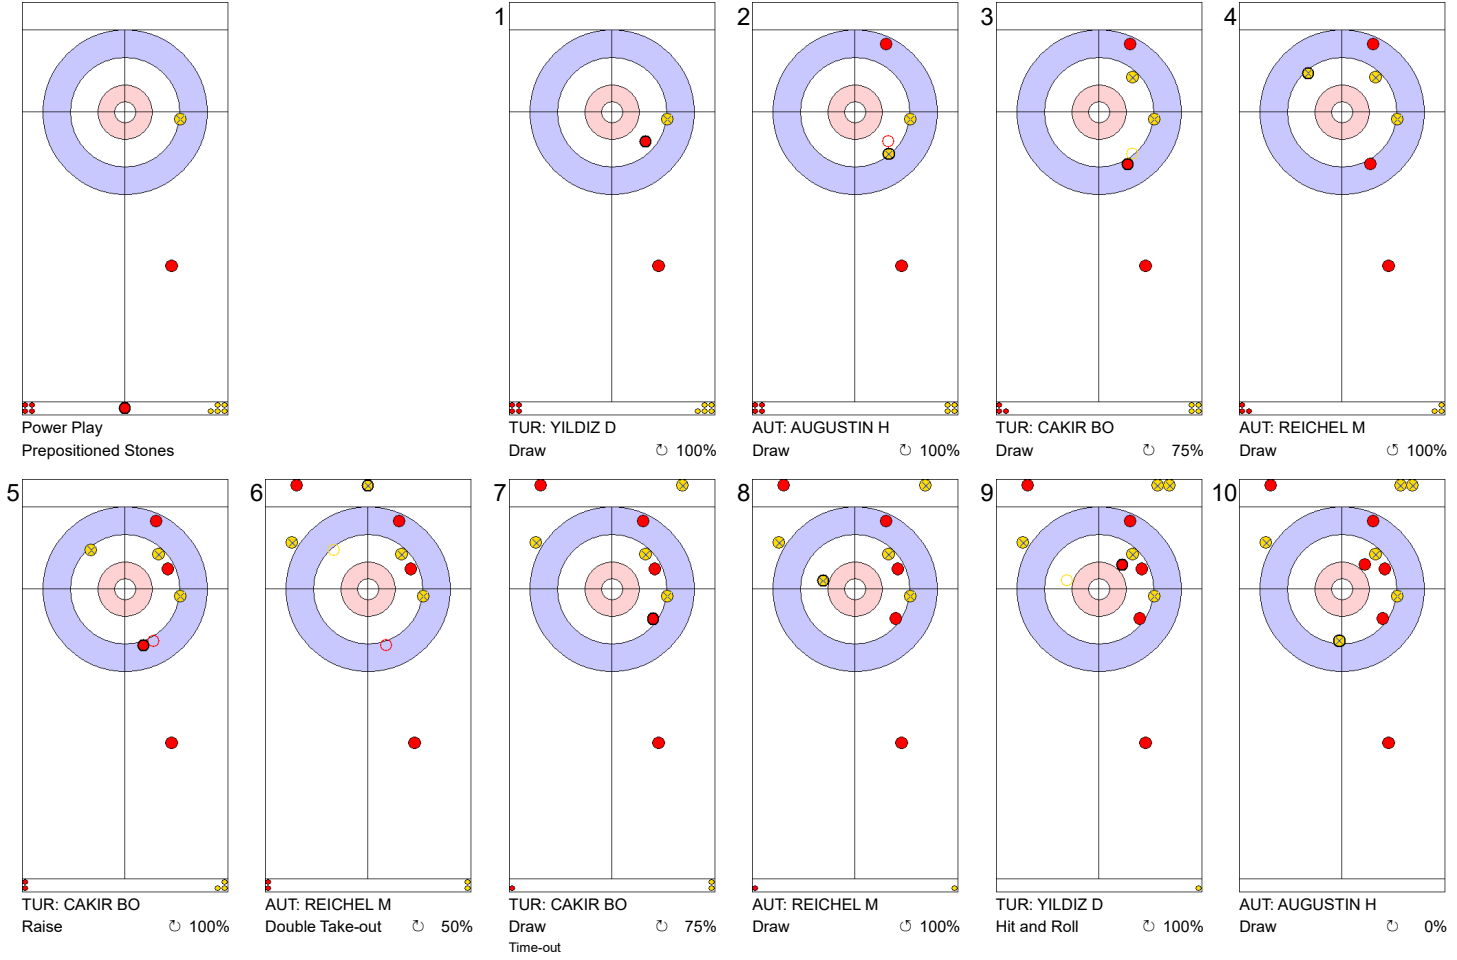 1
2
3
4
Power Play
Prepositioned Stones
TUR: YILDIZ D
Draw ↻ 100%
AUT: AUGUSTIN H
Draw ↻ 100%
TUR: CAKIR BO
Draw ↻ 75%
AUT: REICHEL M
Draw ↺ 100%
5
6
7
8
9
10
TUR: CAKIR BO
Raise ↻ 100%
AUT: REICHEL M
Double Take-out ↻ 50%
TUR: CAKIR BO
Draw ↻ 75%
Time-out
AUT: REICHEL M
Draw ↺ 100%
TUR: YILDIZ D
Hit and Roll ↻ 100%
AUT: AUGUSTIN H
Draw ↻ 0%